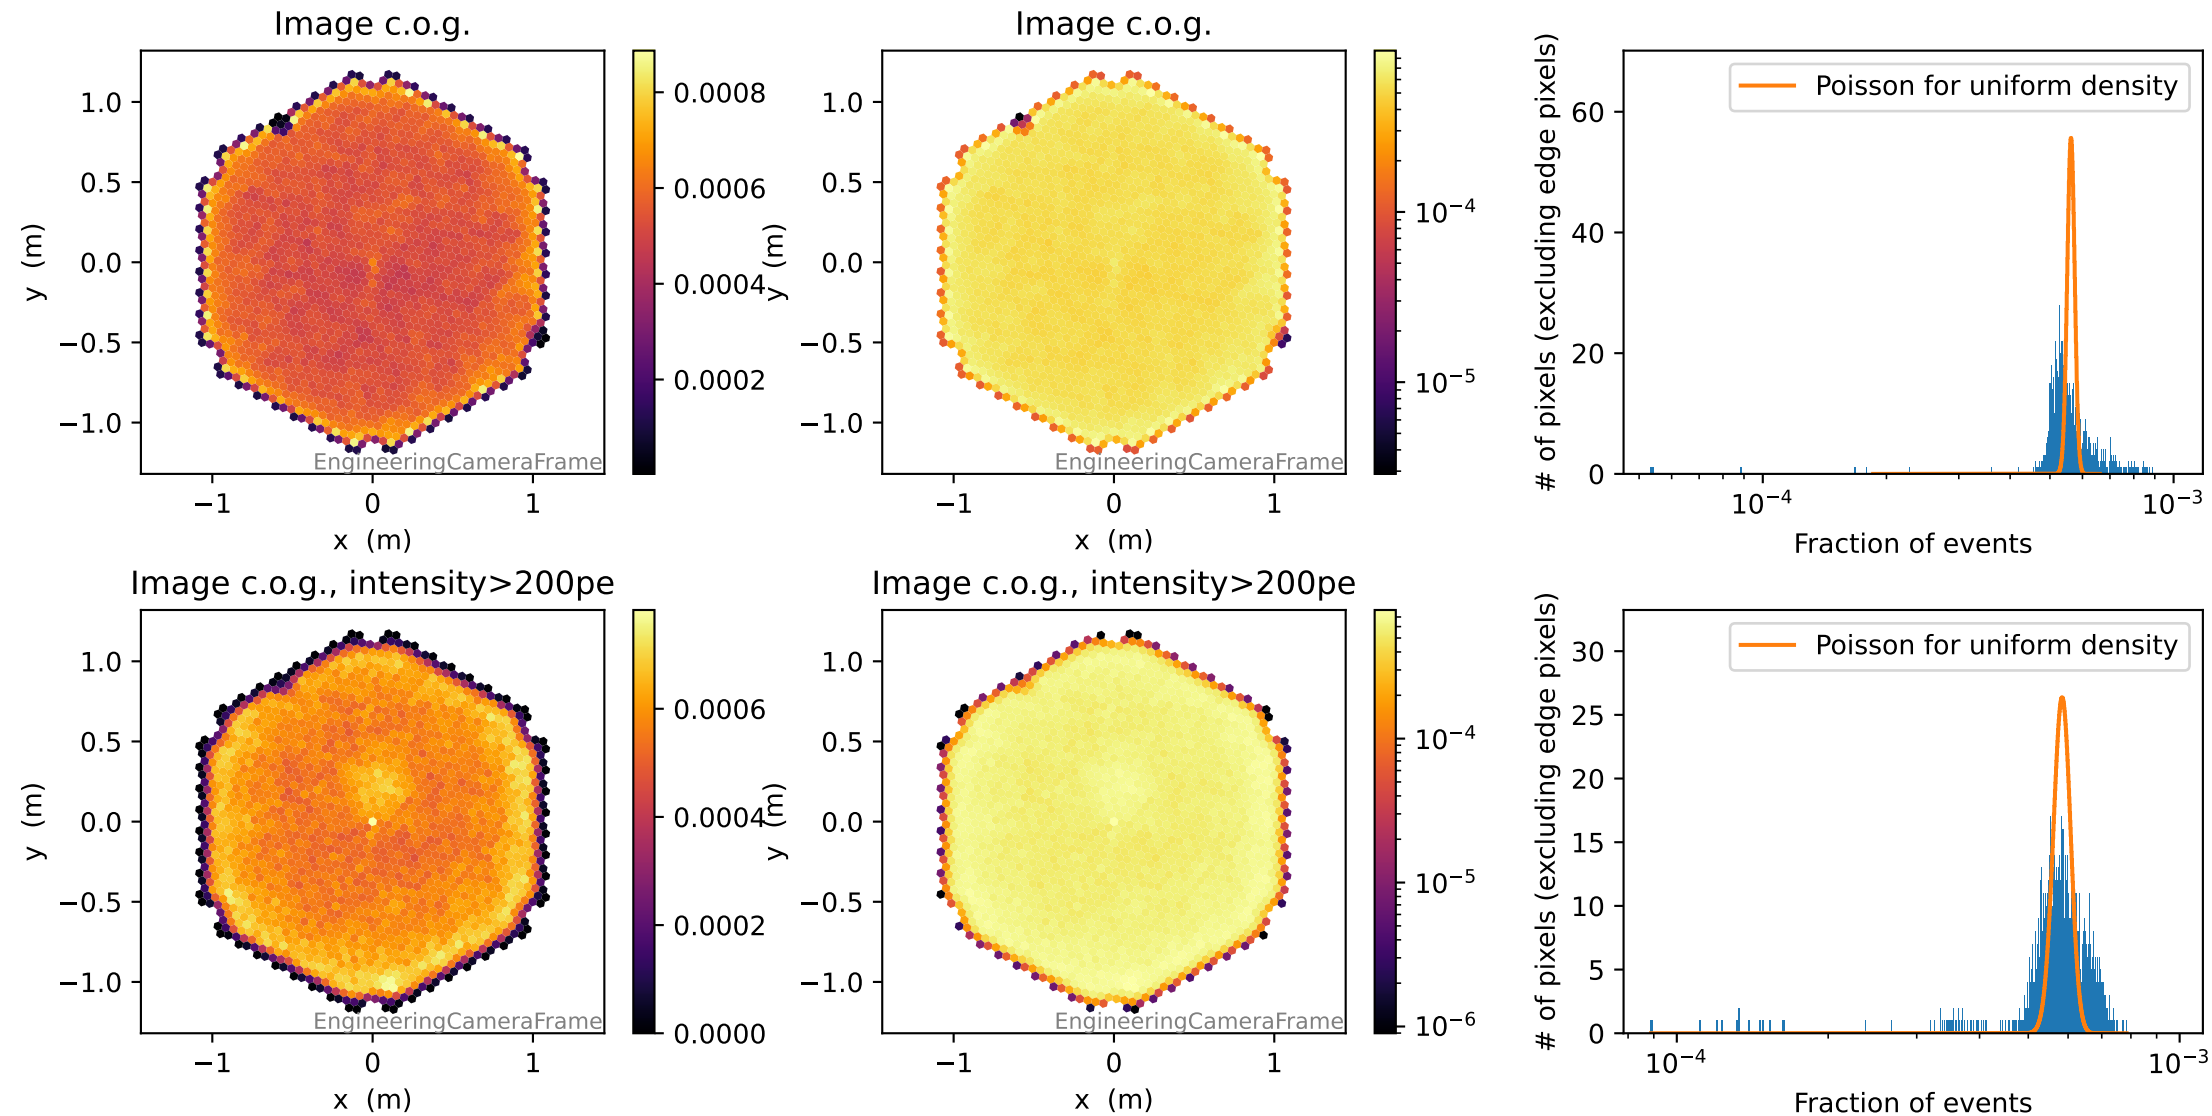 Image c.o.g.
1.0
0.5
0.0
−0.5
−1.0
y (m)
EngineeringCameraFrame
−1 0 1
x (m)
0.0008
0.0006
0.0004
0.0002
Image c.o.g.
1.0
0.5
0.0
−0.5
−1.0
y (m)
EngineeringCameraFrame
−1 0 1
x (m)
10⁻⁴
10⁻⁵
# of pixels (excluding edge pixels)
60
40
20
0
Poisson for uniform density
10⁻⁴ 10⁻³
Fraction of events
Image c.o.g., intensity>200pe
1.0
0.5
0.0
−0.5
−1.0
y (m)
EngineeringCameraFrame
−1 0 1
x (m)
0.0006
0.0004
0.0002
0.0000
Image c.o.g., intensity>200pe
1.0
0.5
0.0
−0.5
−1.0
y (m)
EngineeringCameraFrame
−1 0 1
x (m)
10⁻⁴
10⁻⁵
10⁻⁶
# of pixels (excluding edge pixels)
30
25
20
15
10
5
0
Poisson for uniform density
10⁻⁴ 10⁻³
Fraction of events